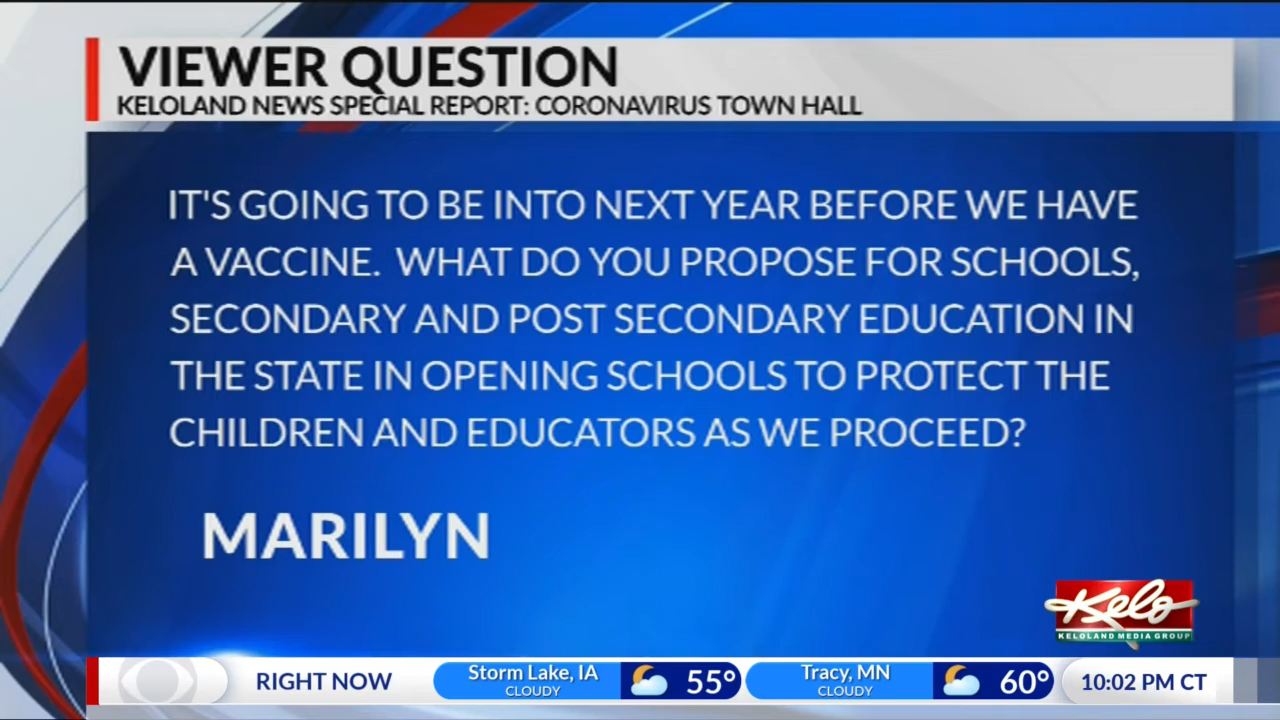 VIEWER QUESTION
KELOLAND NEWS SPECIAL REPORT: CORONAVIRUS TOWN HALL
IT'S GOING TO BE INTO NEXT YEAR BEFORE WE HAVE
A VACCINE.  WHAT DO YOU PROPOSE FOR SCHOOLS,
SECONDARY AND POST SECONDARY EDUCATION IN
THE STATE IN OPENING SCHOOLS TO PROTECT THE
CHILDREN AND EDUCATORS AS WE PROCEED?
MARILYN
Kelo
KELOLAND MEDIA GROUP
RIGHT NOW
Storm Lake, IA
CLOUDY
55°
Tracy, MN
CLOUDY
60°
10:02 PM CT